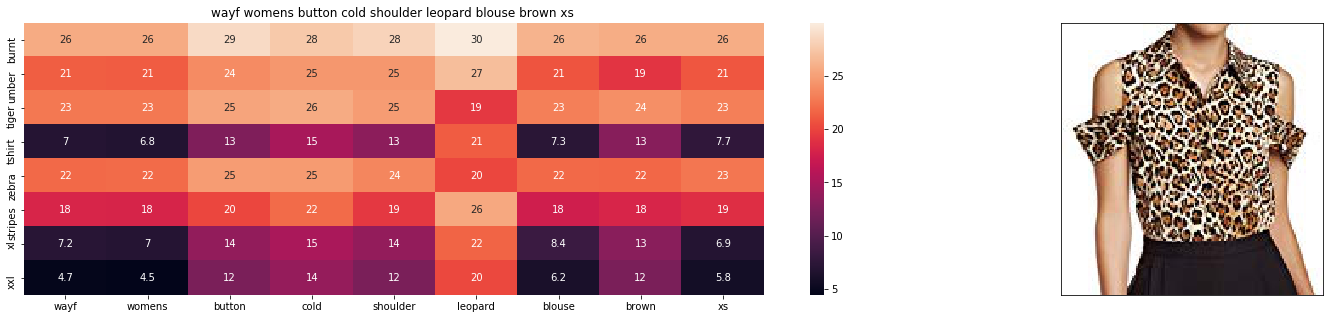 wayf womens button cold shoulder leopard blouse brown xs
burnt 26 26 29 28 28 30 26 26 26
umber 21 21 24 25 25 27 21 19 21
tiger 23 23 25 26 25 19 23 24 23
tshirt 7 6.8 13 15 13 21 7.3 13 7.7
zebra 22 22 25 25 24 20 22 22 23
stripes 18 18 20 22 19 26 18 18 19
xl 7.2 7 14 15 14 22 8.4 13 6.9
xxl 4.7 4.5 12 14 12 20 6.2 12 5.8
wayf womens button cold shoulder leopard blouse brown xs
25
20
15
10
5